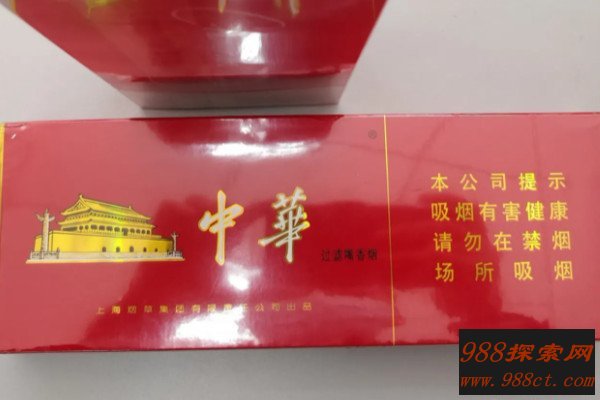 中華
®
过滤嘴香烟
上海烟草集团有限责任公司出品
本公司提示
吸烟有害健康
请勿在禁烟
场所吸烟
988探索网
www.988ct.com